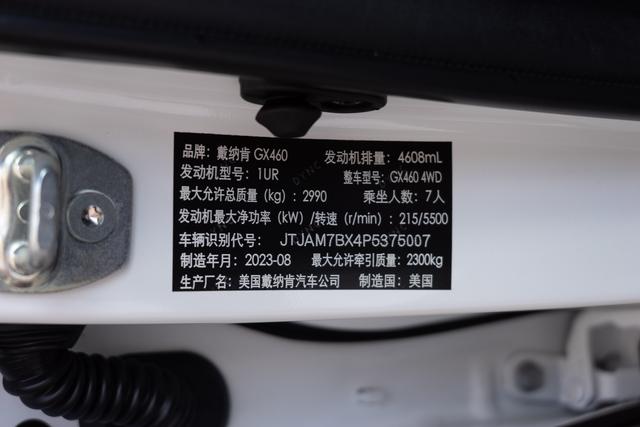 品牌：戴纳肯 GX460 发动机排量：4608mL
发动机型号：1UR 整车型号：GX460 4WD
最大允许总质量（kg）：2990 乘坐人数：7人
发动机最大净功率（kW）/转速（r/min）：215/5500
车辆识别代号： JTJAM7BX4P5375007
制造年月：2023-08 最大允许牵引质量：2300kg
生产厂名：美国戴纳肯汽车公司 制造国：美国